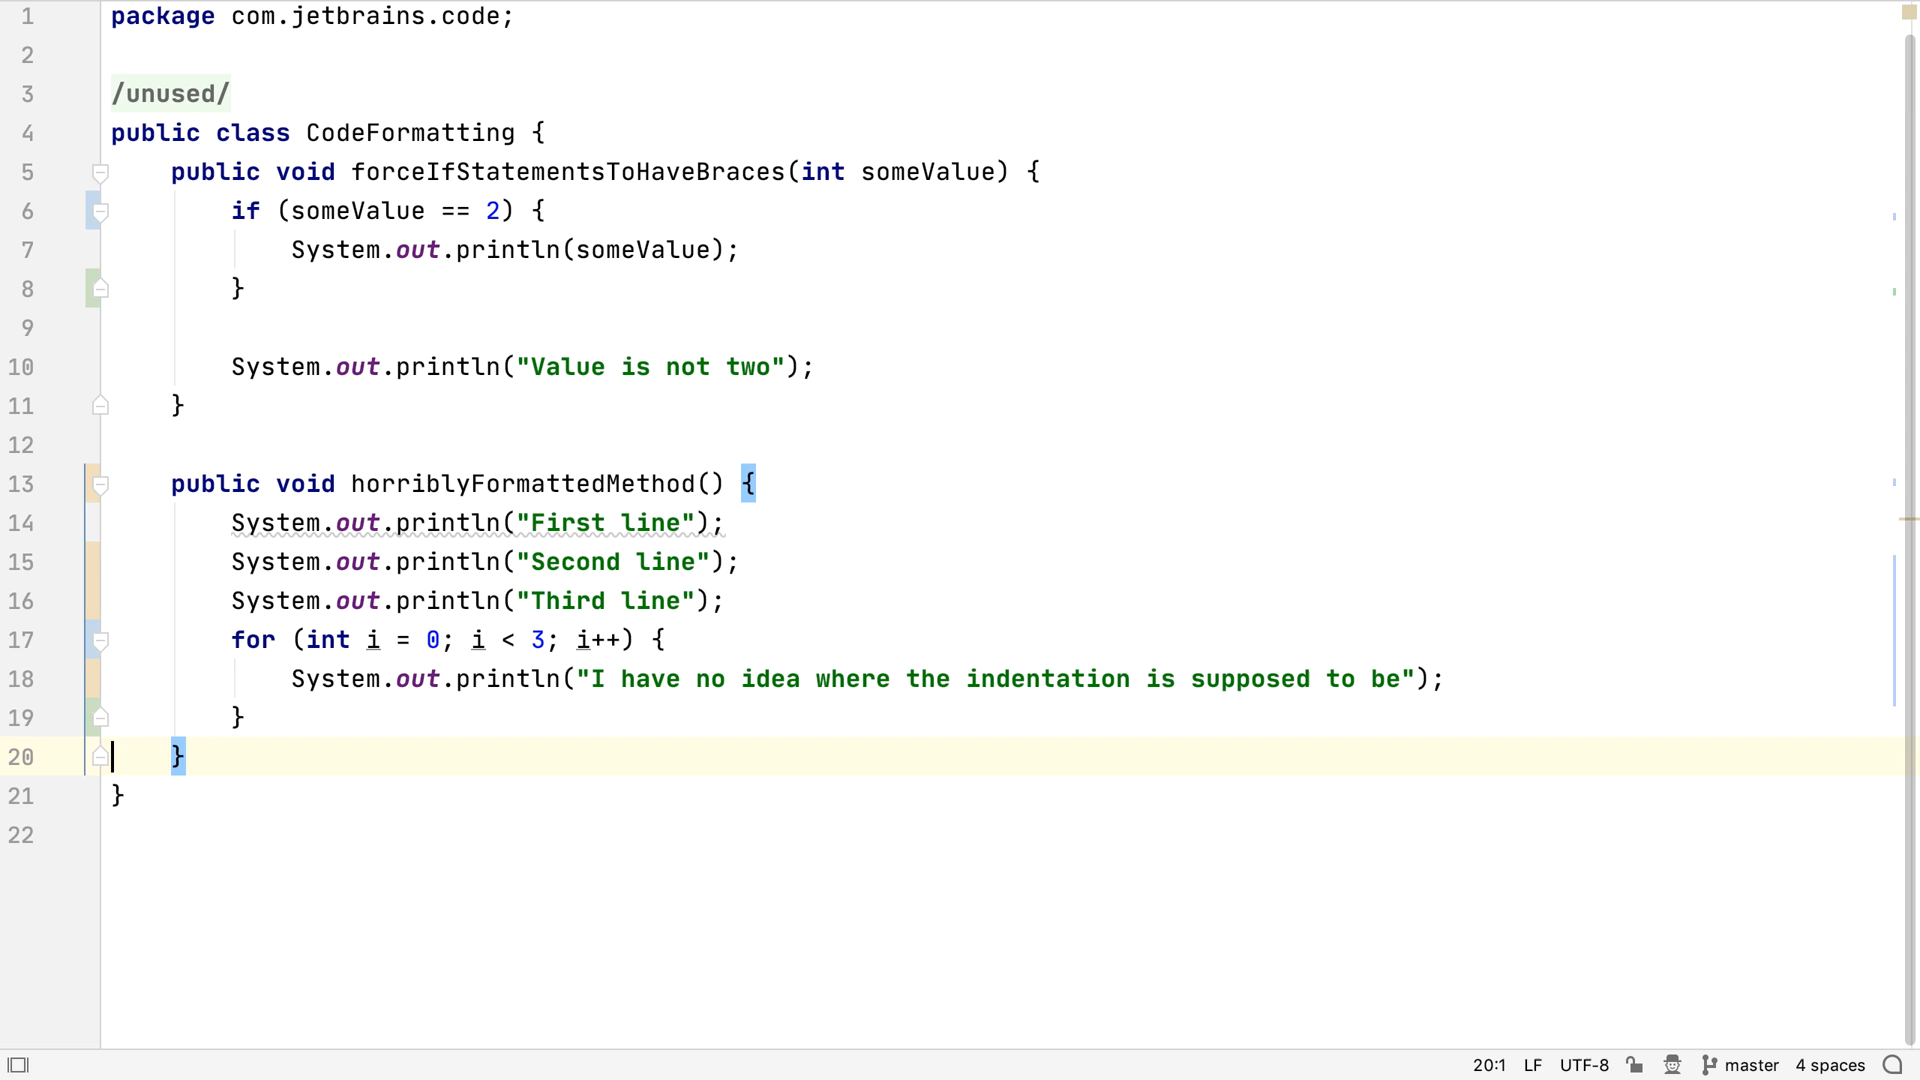 1 package com.jetbrains.code;
2
3 /unused/
4 public class CodeFormatting {
5     public void forceIfStatementsToHaveBraces(int someValue) {
6         if (someValue == 2) {
7             System.out.println(someValue);
8         }
9
10         System.out.println("Value is not two");
11     }
12
13     public void horriblyFormattedMethod() {
14         System.out.println("First line");
15         System.out.println("Second line");
16         System.out.println("Third line");
17         for (int i = 0; i < 3; i++) {
18             System.out.println("I have no idea where the indentation is supposed to be");
19         }
20     }
21 }
22
20:1 LF UTF-8 master 4 spaces